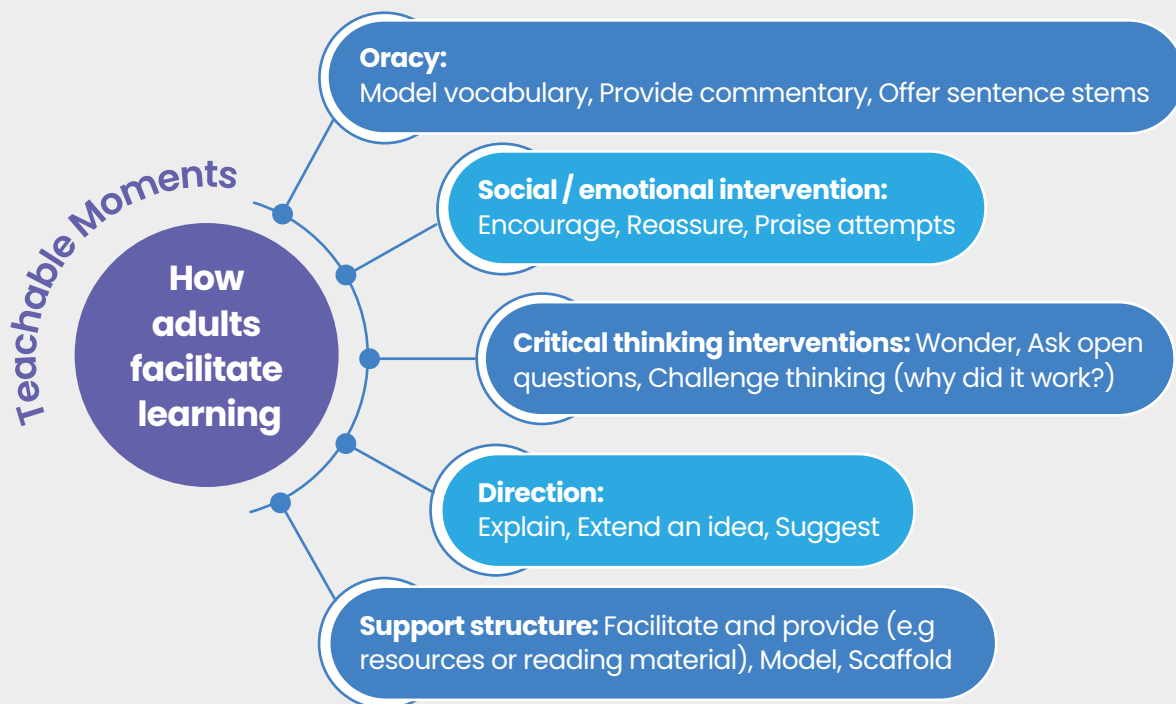 Teachable Moments
How
adults
facilitate
learning
Oracy:
Model vocabulary, Provide commentary, Offer sentence stems
Social / emotional intervention:
Encourage, Reassure, Praise attempts
Critical thinking interventions: Wonder, Ask open
questions, Challenge thinking (why did it work?)
Direction:
Explain, Extend an idea, Suggest
Support structure: Facilitate and provide (e.g
resources or reading material), Model, Scaffold